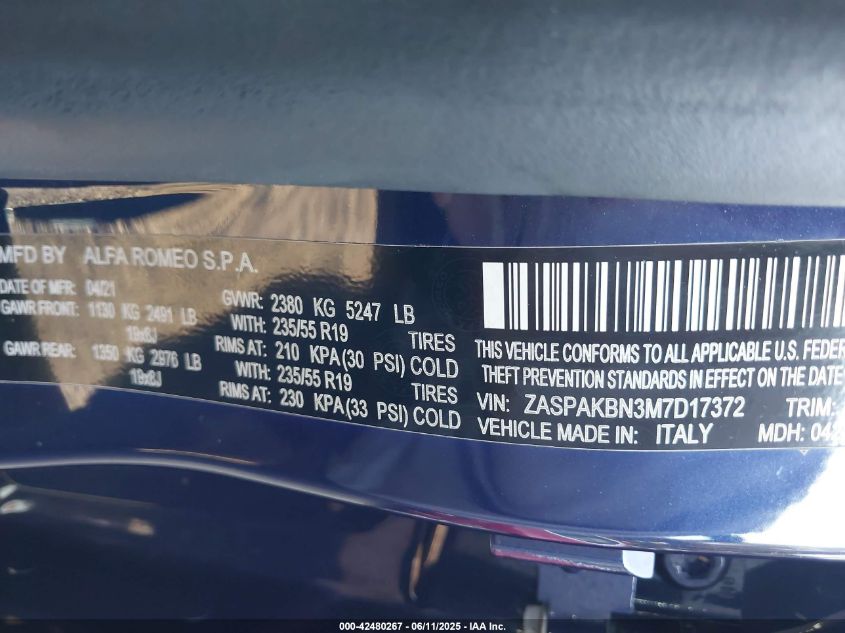 MFD BY ALFA ROMEO S.P.A.
DATE OF MFR: 04/21
GAWR FRONT: 1130 KG 2491 LB
19x8J
GAWR REAR: 1350 KG 2976 LB
19x8J
GVWR: 2380 KG 5247 LB
WITH: 235/55 R19 TIRES
RIMS AT: 210 KPA(30 PSI) COLD
WITH: 235/55 R19 TIRES
RIMS AT: 230 KPA(33 PSI) COLD
THIS VEHICLE CONFORMS TO ALL APPLICABLE U.S. FEDER
THEFT PREVENTION STANDARDS IN EFFECT ON THE DATE
VIN: ZASPAKBN3M7D17372 TRIM:
VEHICLE MADE IN: ITALY MDH: 042
000-42480267 - 06/11/2025 - IAA Inc.